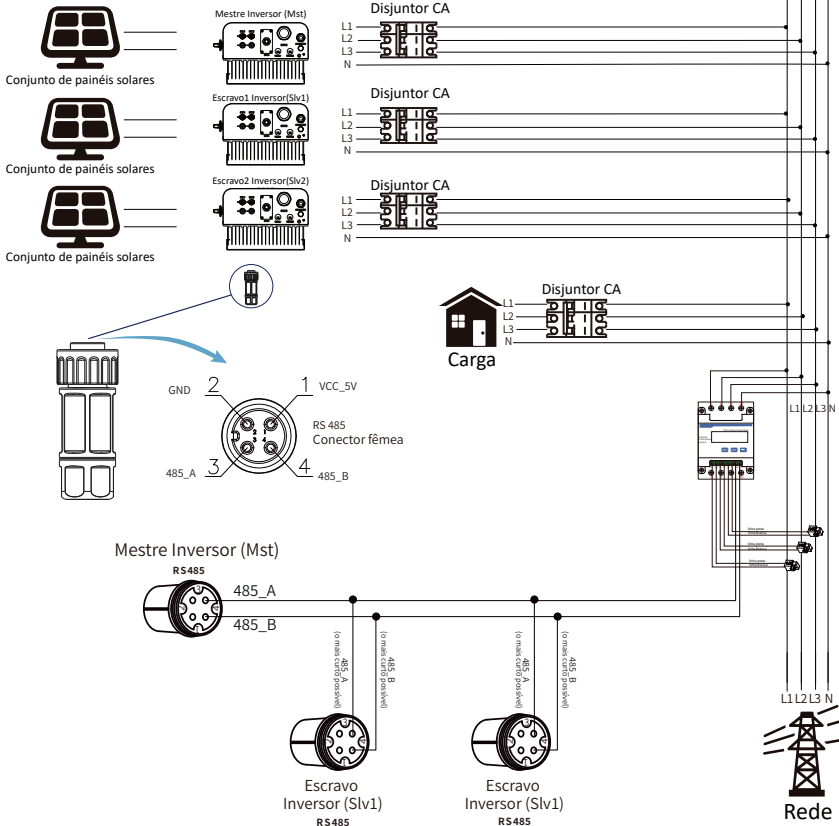 Mestre Inversor (Mst)
Disjuntor CA
L1
L2
L3
N
Conjunto de painéis solares
Escravo1 Inversor(Slv1)
Disjuntor CA
L1
L2
L3
N
Conjunto de painéis solares
Escravo2 Inversor(Slv2)
Disjuntor CA
L1
L2
L3
N
Conjunto de painéis solares
Disjuntor CA
L1
L2
L3
N
Carga
GND 2
1 VCC_5V
2 1
3 4
RS 485
Conector fêmea
485_A 3
4 485_B
L1 L2 L3 N
Mestre Inversor (Mst)
RS485
485_A
485_B
485_A
(o mais curto possível)
485_B
(o mais curto possível)
485_A
(o mais curto possível)
485_B
(o mais curto possível)
Escravo
Inversor (Slv1)
RS485
Escravo
Inversor (Slv1)
RS485
L1 L2 L3 N
Rede